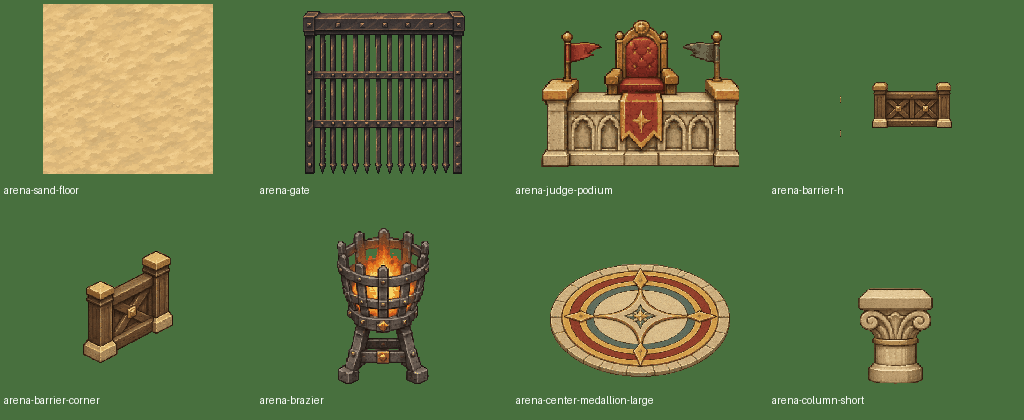 arena-sand-floor
arena-gate
arena-judge-podium
arena-barrier-h
arena-barrier-corner
arena-brazier
arena-center-medallion-large
arena-column-short